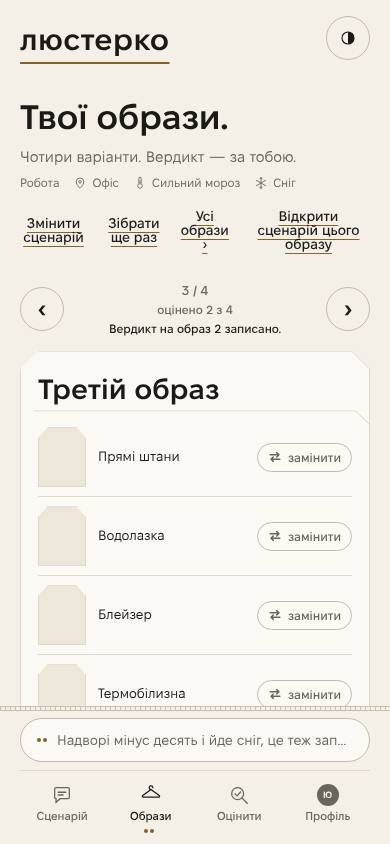 люстерко
Твої образи.
Чотири варіанти. Вердикт — за тобою.
Робота Офіс Сильний мороз Сніг
Змінити сценарій
Зібрати ще раз
Усі образи ›
Відкрити сценарій цього образу
‹
3 / 4
оцінено 2 з 4
Вердикт на образ 2 записано.
›
Третій образ
Прямі штани замінити
Водолазка замінити
Блейзер замінити
Термобілизна замінити
Надворі мінус десять і йде сніг, це теж зап...
Сценарій Образи Оцінити Ю Профіль